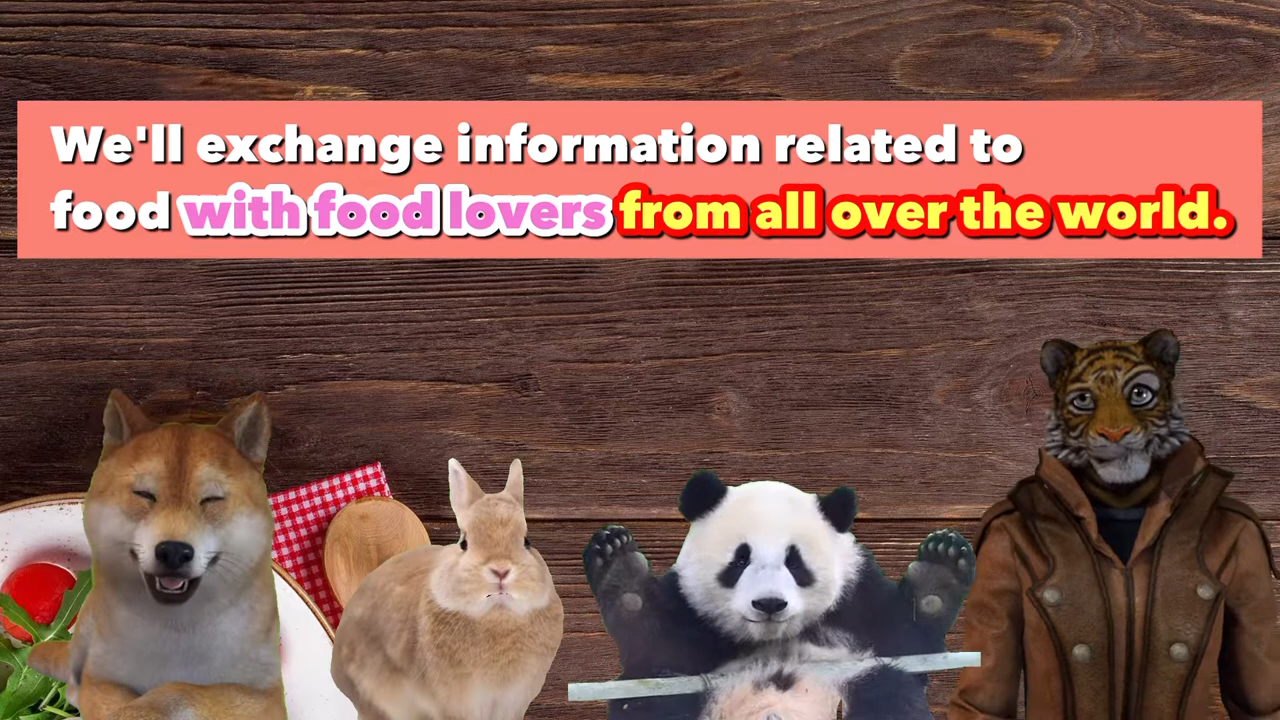 We'll exchange information related to
food with food lovers from all over the world.